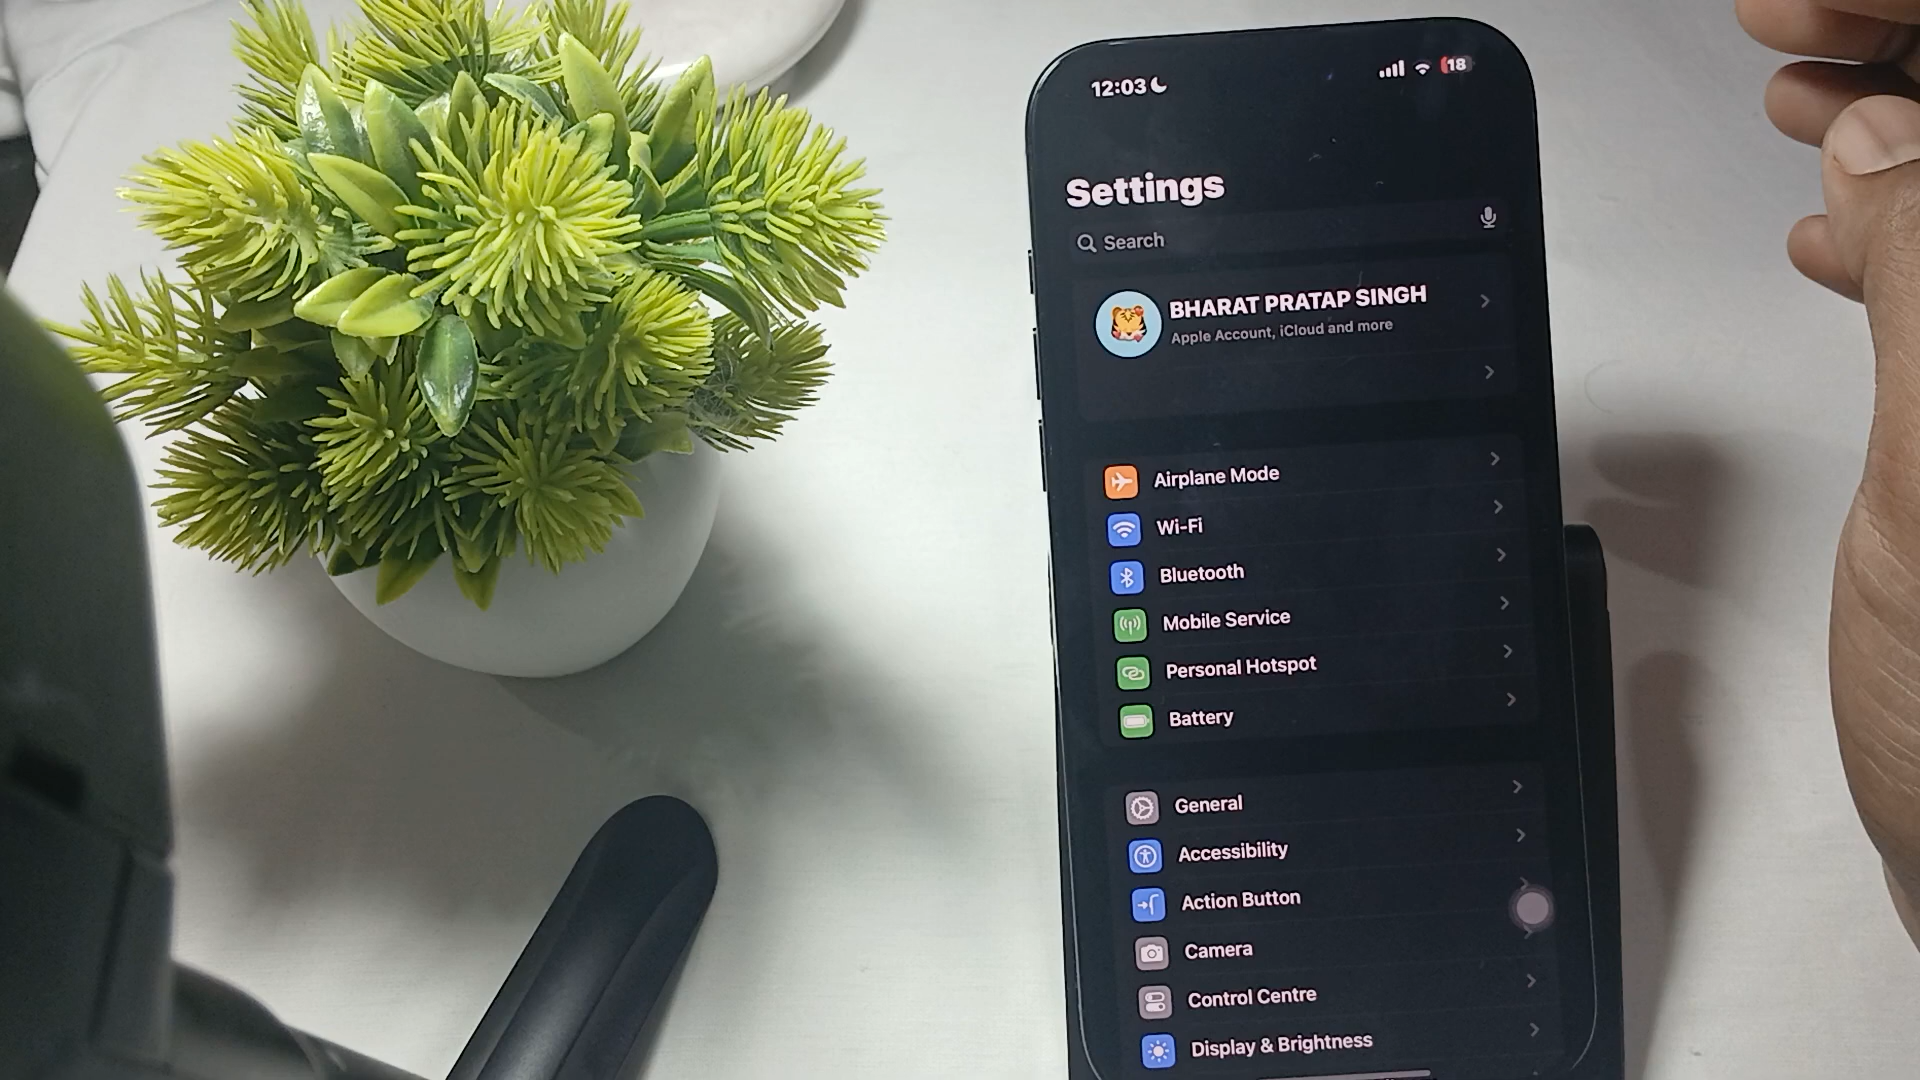 12:03
18
Settings
Search
BHARAT PRATAP SINGH
Apple Account, iCloud and more
Airplane Mode
Wi-Fi
Bluetooth
Mobile Service
Personal Hotspot
Battery
General
Accessibility
Action Button
Camera
Control Centre
Display & Brightness